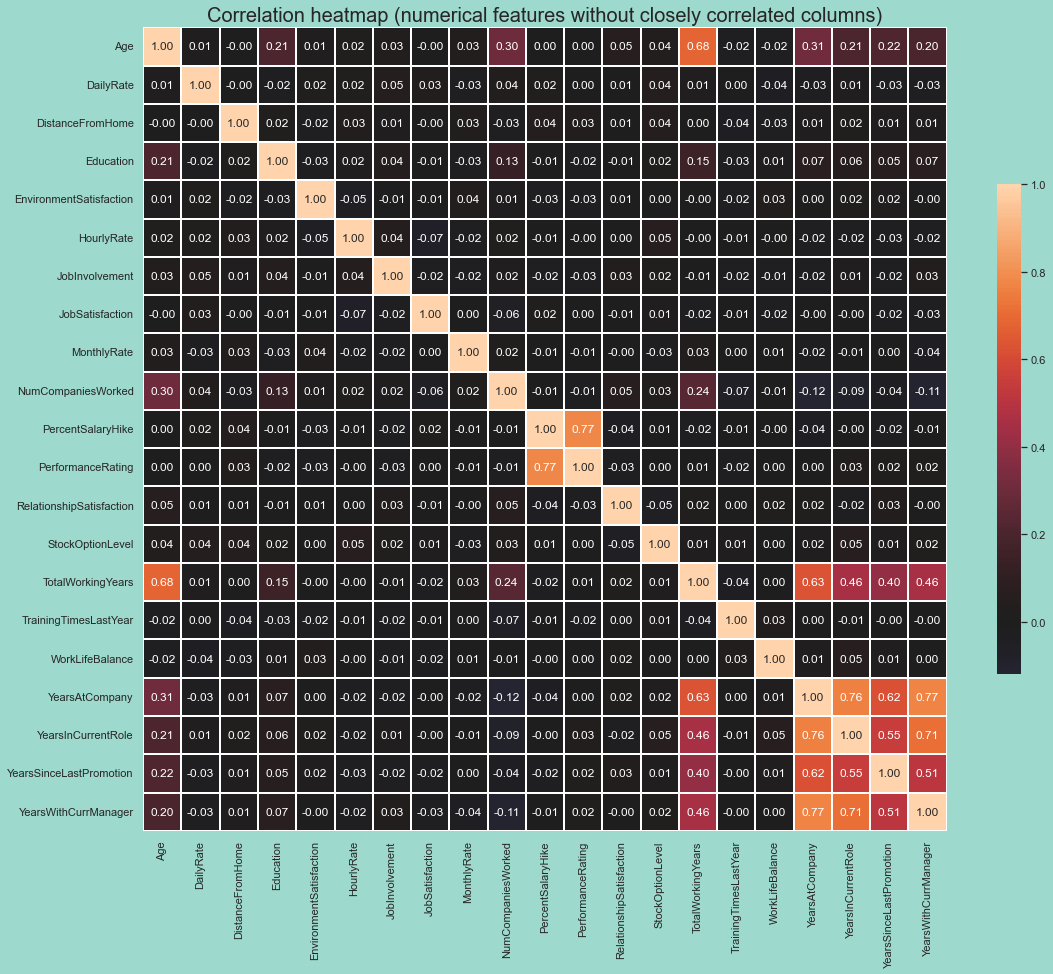 Correlation heatmap (numerical features without closely correlated columns)
Age 1.00 0.01 -0.00 0.21 0.01 0.02 0.03 -0.00 0.03 0.30 0.00 0.00 0.05 0.04 0.68 -0.02 -0.02 0.31 0.21 0.22 0.20
DailyRate 0.01 1.00 -0.00 -0.02 0.02 0.02 0.05 0.03 -0.03 0.04 0.02 0.00 0.01 0.04 0.01 0.00 -0.04 -0.03 0.01 -0.03 -0.03
DistanceFromHome -0.00 -0.00 1.00 0.02 -0.02 0.03 0.01 -0.00 0.03 -0.03 0.04 0.03 0.01 0.04 0.00 -0.04 -0.03 0.01 0.02 0.01 0.01
Education 0.21 -0.02 0.02 1.00 -0.03 0.02 0.04 -0.01 -0.03 0.13 -0.01 -0.02 -0.01 0.02 0.15 -0.03 0.01 0.07 0.06 0.05 0.07
EnvironmentSatisfaction 0.01 0.02 -0.02 -0.03 1.00 -0.05 -0.01 -0.01 0.04 0.01 -0.03 -0.03 0.01 0.00 -0.00 -0.02 0.03 0.00 0.02 0.02 -0.00
HourlyRate 0.02 0.02 0.03 0.02 -0.05 1.00 0.04 -0.07 -0.02 0.02 -0.01 -0.00 0.00 0.05 -0.00 -0.01 -0.00 -0.02 -0.02 -0.03 -0.02
JobInvolvement 0.03 0.05 0.01 0.04 -0.01 0.04 1.00 -0.02 -0.02 0.02 -0.02 -0.03 0.03 0.02 -0.01 -0.02 -0.01 -0.02 0.01 -0.02 0.03
JobSatisfaction -0.00 0.03 -0.00 -0.01 -0.01 -0.07 -0.02 1.00 0.00 -0.06 0.02 0.00 -0.01 0.01 -0.02 -0.01 -0.02 -0.00 -0.00 -0.02 -0.03
MonthlyRate 0.03 -0.03 0.03 -0.03 0.04 -0.02 -0.02 0.00 1.00 0.02 -0.01 -0.01 -0.00 -0.03 0.03 0.00 0.01 -0.02 -0.01 0.00 -0.04
NumCompaniesWorked 0.30 0.04 -0.03 0.13 0.01 0.02 0.02 -0.06 0.02 1.00 -0.01 -0.01 0.05 0.03 0.24 -0.07 -0.01 -0.12 -0.09 -0.04 -0.11
PercentSalaryHike 0.00 0.02 0.04 -0.01 -0.03 -0.01 -0.02 0.02 -0.01 -0.01 1.00 0.77 -0.04 0.01 -0.02 -0.01 -0.00 -0.04 -0.00 -0.02 -0.01
PerformanceRating 0.00 0.00 0.03 -0.02 -0.03 -0.00 -0.03 0.00 -0.01 -0.01 0.77 1.00 -0.03 0.00 0.01 -0.02 0.00 0.00 0.03 0.02 0.02
RelationshipSatisfaction 0.05 0.01 0.01 -0.01 0.01 0.00 0.03 -0.01 -0.00 0.05 -0.04 -0.03 1.00 -0.05 0.02 0.00 0.02 0.02 -0.02 0.03 -0.00
StockOptionLevel 0.04 0.04 0.04 0.02 0.00 0.05 0.02 0.01 -0.03 0.03 0.01 0.00 -0.05 1.00 0.01 0.01 0.00 0.02 0.05 0.01 0.02
TotalWorkingYears 0.68 0.01 0.00 0.15 -0.00 -0.00 -0.01 -0.02 0.03 0.24 -0.02 0.01 0.02 0.01 1.00 -0.04 0.00 0.63 0.46 0.40 0.46
TrainingTimesLastYear -0.02 0.00 -0.04 -0.03 -0.02 -0.01 -0.02 -0.01 0.00 -0.07 -0.01 -0.02 0.00 0.01 -0.04 1.00 0.03 0.00 -0.01 -0.00 -0.00
WorkLifeBalance -0.02 -0.04 -0.03 0.01 0.03 -0.00 -0.01 -0.02 0.01 -0.01 -0.00 0.00 0.02 0.00 0.00 0.03 1.00 0.01 0.05 0.01 0.00
YearsAtCompany 0.31 -0.03 0.01 0.07 0.00 -0.02 -0.02 -0.00 -0.02 -0.12 -0.04 0.00 0.02 0.02 0.63 0.00 0.01 1.00 0.76 0.62 0.77
YearsInCurrentRole 0.21 0.01 0.02 0.06 0.02 -0.02 0.01 -0.00 -0.01 -0.09 -0.00 0.03 -0.02 0.05 0.46 -0.01 0.05 0.76 1.00 0.55 0.71
YearsSinceLastPromotion 0.22 -0.03 0.01 0.05 0.02 -0.03 -0.02 -0.02 0.00 -0.04 -0.02 0.02 0.03 0.01 0.40 -0.00 0.01 0.62 0.55 1.00 0.51
YearsWithCurrManager 0.20 -0.03 0.01 0.07 -0.00 -0.02 0.03 -0.03 -0.04 -0.11 -0.01 0.02 -0.00 0.02 0.46 -0.00 0.00 0.77 0.71 0.51 1.00
Age
DailyRate
DistanceFromHome
Education
EnvironmentSatisfaction
HourlyRate
JobInvolvement
JobSatisfaction
MonthlyRate
NumCompaniesWorked
PercentSalaryHike
PerformanceRating
RelationshipSatisfaction
StockOptionLevel
TotalWorkingYears
TrainingTimesLastYear
WorkLifeBalance
YearsAtCompany
YearsInCurrentRole
YearsSinceLastPromotion
YearsWithCurrManager
1.0
0.8
0.6
0.4
0.2
0.0